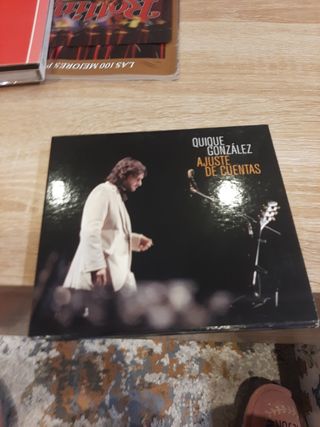 LAS 100 MEJORES P
QUIQUE
GONZÁLEZ
AJUSTE
DE CUENTAS